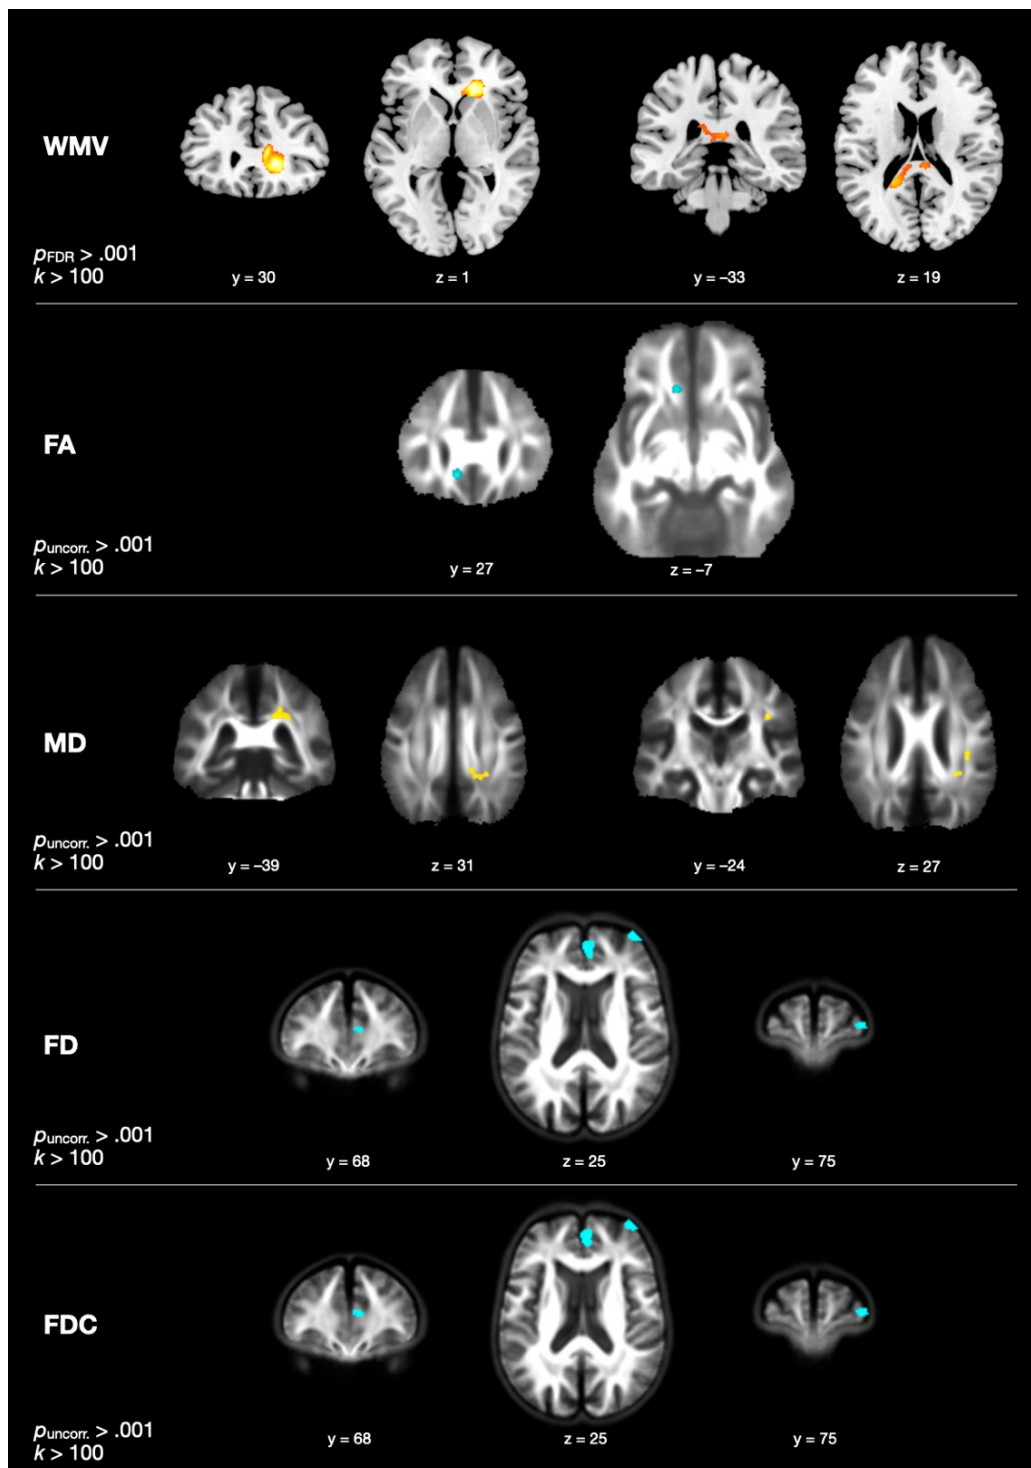 WMV
pFDR > .001
k > 100
y = 30
z = 1
y = –33
z = 19
FA
puncorr. > .001
k > 100
y = 27
z = –7
MD
puncorr. > .001
k > 100
y = –39
z = 31
y = –24
z = 27
FD
puncorr. > .001
k > 100
y = 68
z = 25
y = 75
FDC
puncorr. > .001
k > 100
y = 68
z = 25
y = 75